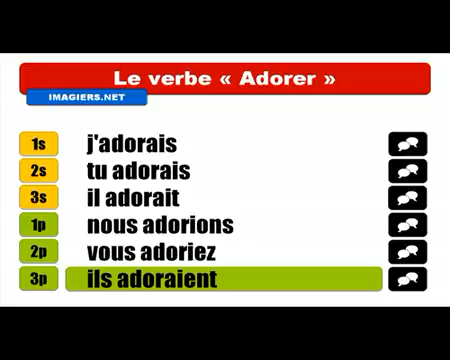 Le verbe « Adorer »
IMAGIERS.NET
1s j'adorais
2s tu adorais
3s il adorait
1p nous adorions
2p vous adoriez
3p ils adoraient